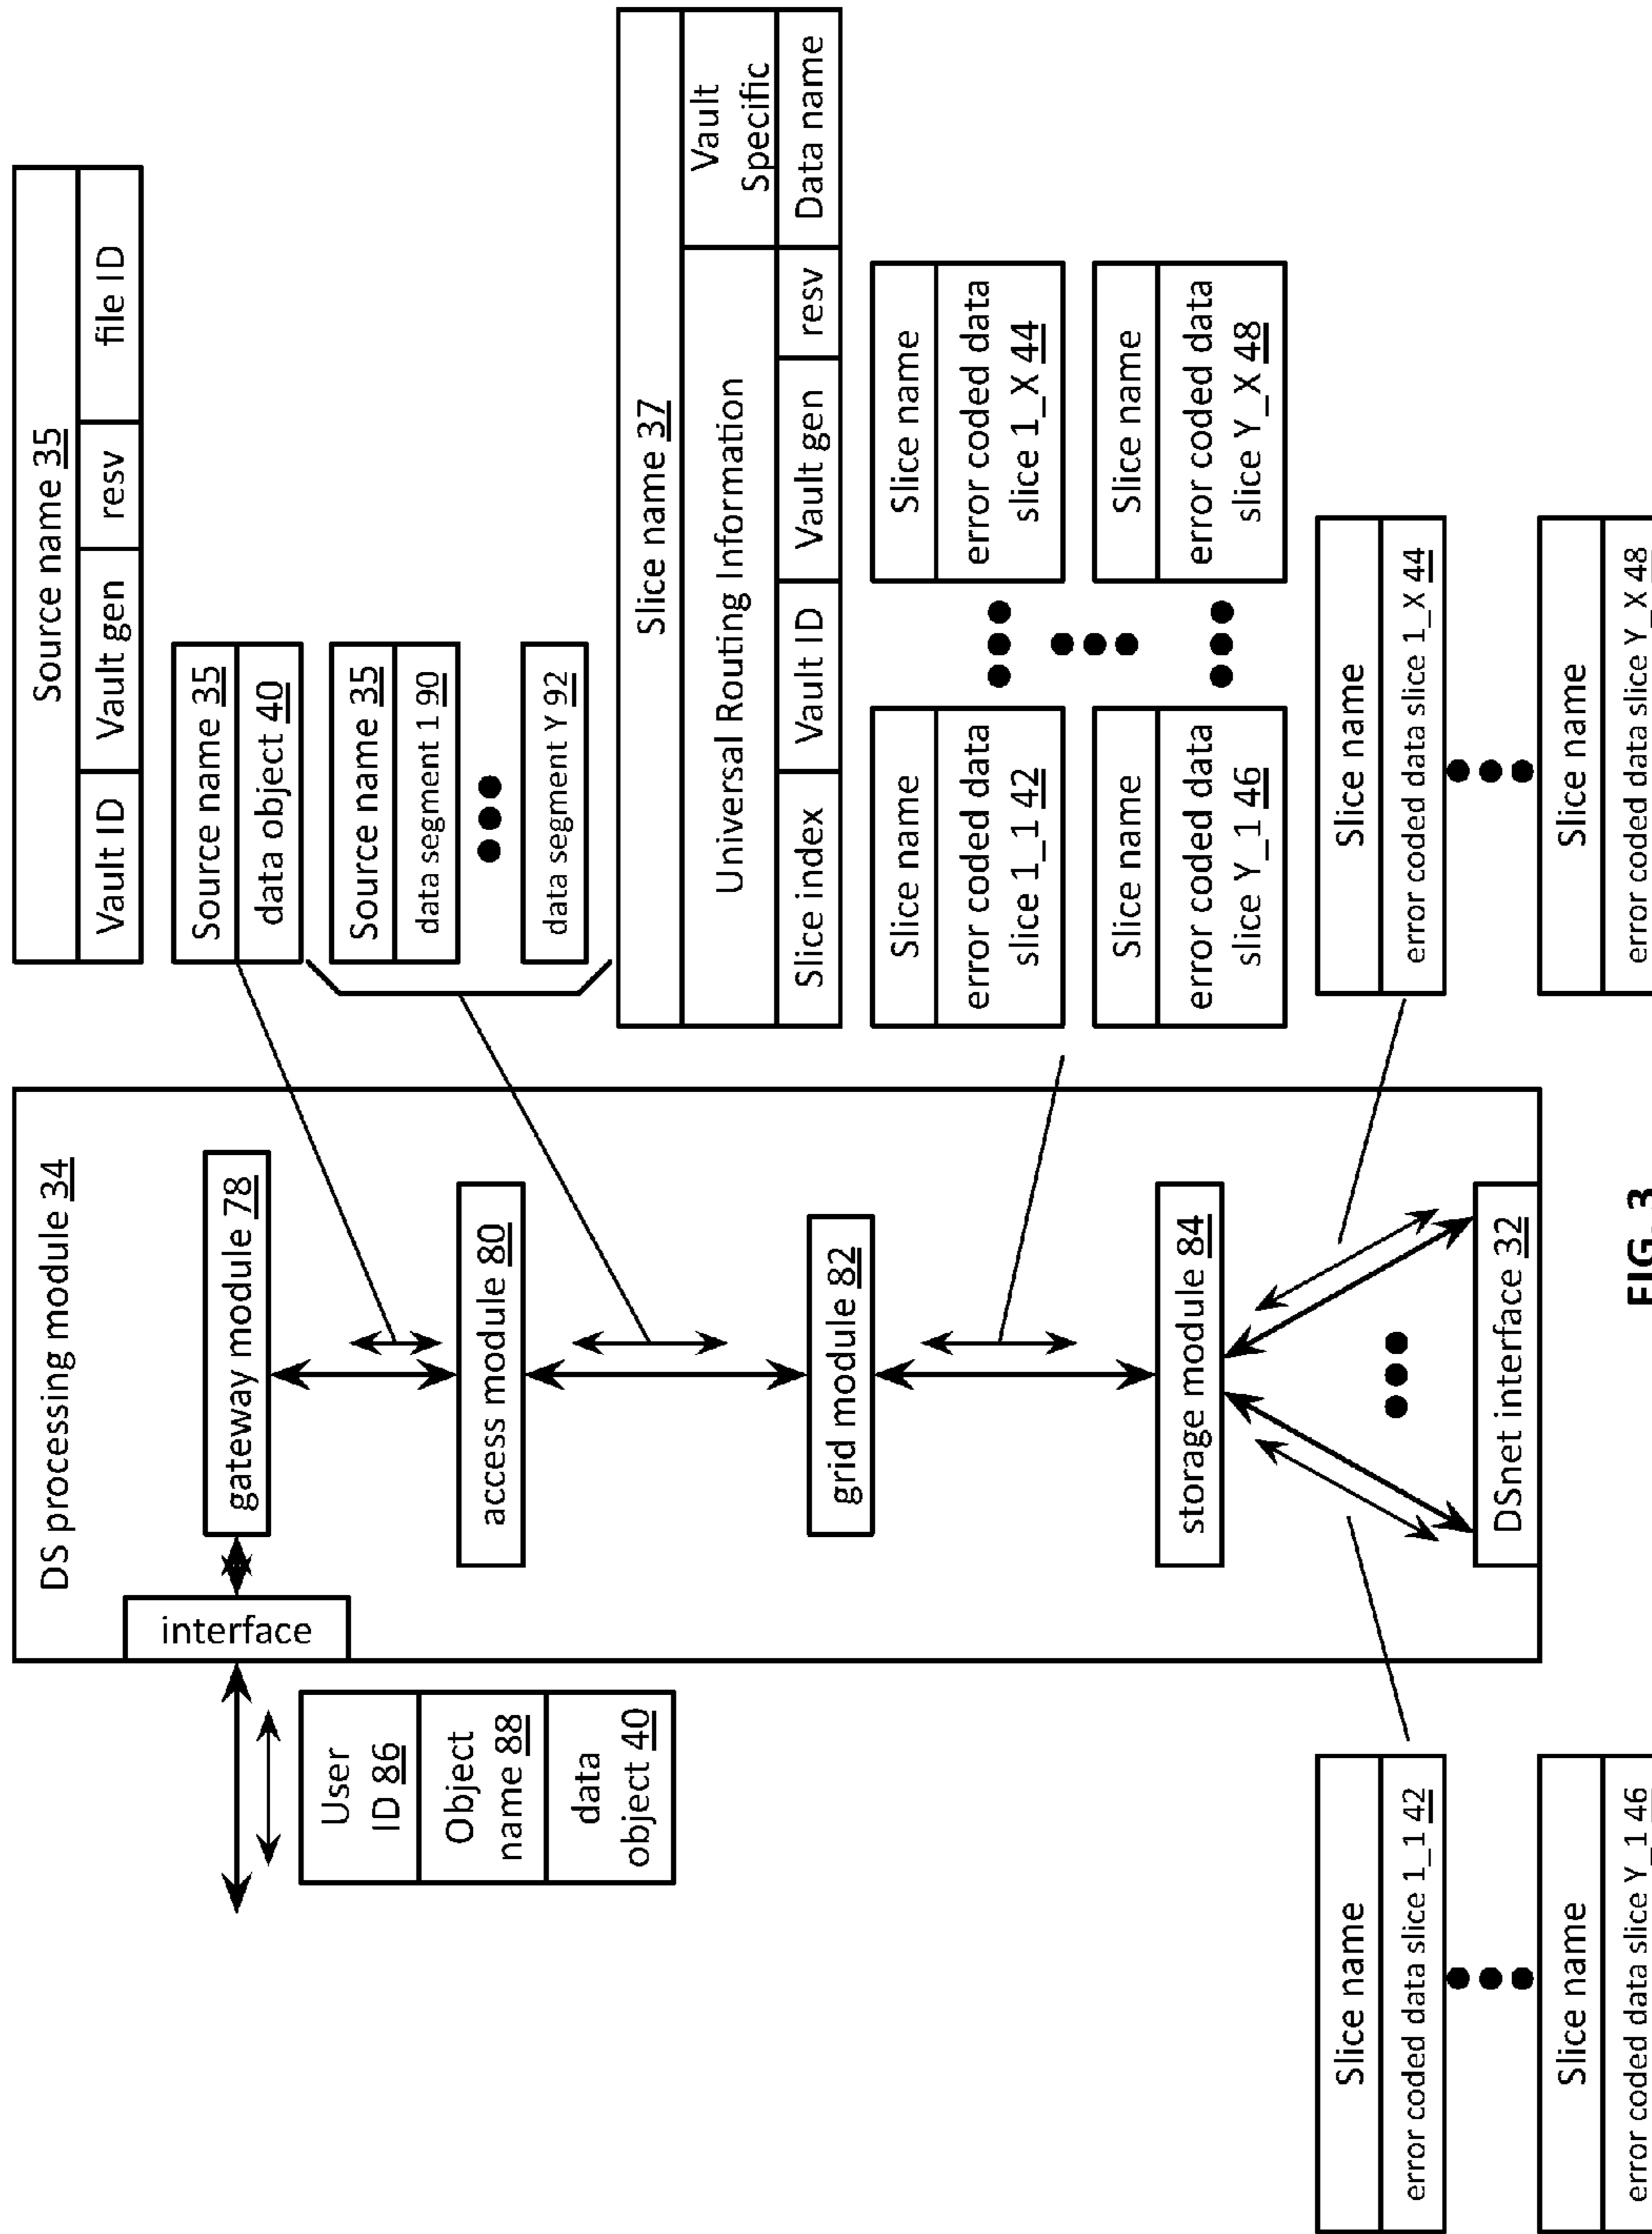 DS processing module 34
interface
gateway module 78
access module 80
grid module 82
storage module 84
DSnet interface 32
User
ID 86
Object
name 88
data
object 40
Source name 35
Vault ID
Vault gen
resv
file ID
Source name 35
data object 40
Source name 35
data segment 1 90
data segment Y 92
Slice name 37
Universal Routing Information
Vault
Specific
Slice index
Vault ID
Vault gen
resv
Data name
Slice name
error coded data
slice 1_1 42
Slice name
error coded data
slice 1_X 44
Slice name
error coded data
slice Y_1 46
Slice name
error coded data
slice Y_X 48
Slice name
error coded data slice 1_1 42
Slice name
error coded data slice Y_1 46
Slice name
error coded data slice 1_X 44
Slice name
error coded data slice Y_X 48
FIG. 3